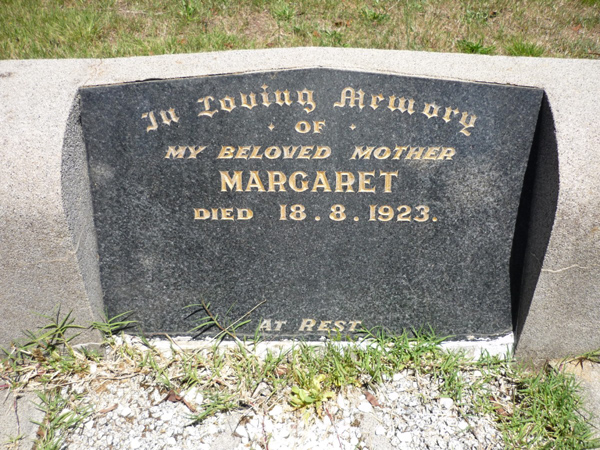 In Loving Memory
OF
MY BELOVED MOTHER
MARGARET
DIED 18.8.1923.
AT REST